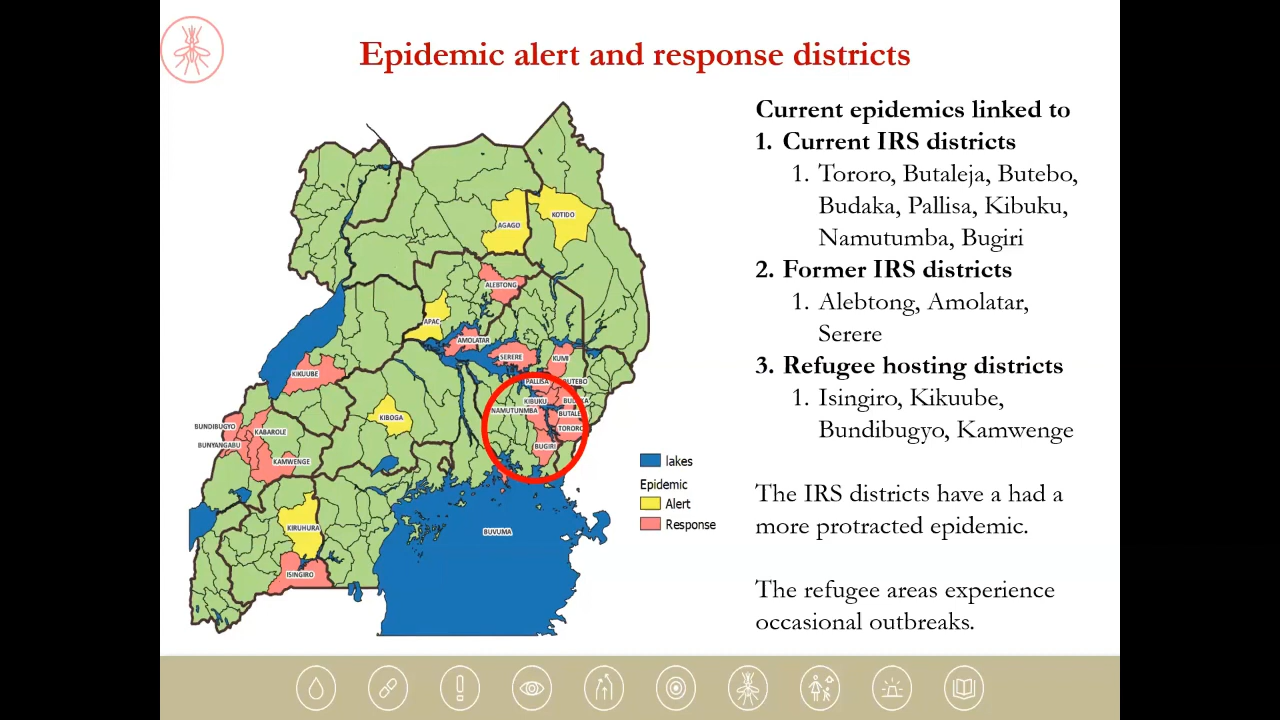 Epidemic alert and response districts
Current epidemics linked to
1. Current IRS districts
1. Tororo, Butaleja, Butebo,
Budaka, Pallisa, Kibuku,
Namutumba, Bugiri
2. Former IRS districts
1. Alebtong, Amolatar,
Serere
3. Refugee hosting districts
1. Isingiro, Kikuube,
Bundibugyo, Kamwenge
The IRS districts have a had a
more protracted epidemic.
The refugee areas experience
occasional outbreaks.
KOTIDO
AGAGO
ALEBTONG
APAC
AMOLATAR
SERERE
KUMI
KIKUUBE
PALLISA
KIBUKU
NAMUTUNMBA
TORORO
BUGIRI
KIBOGA
BUNDIBUGYO
KABAROLE
BUNYANGABU
KAMWENGE
KIRUHURA
ISINGIRO
BUVUMA
lakes
Epidemic
Alert
Response